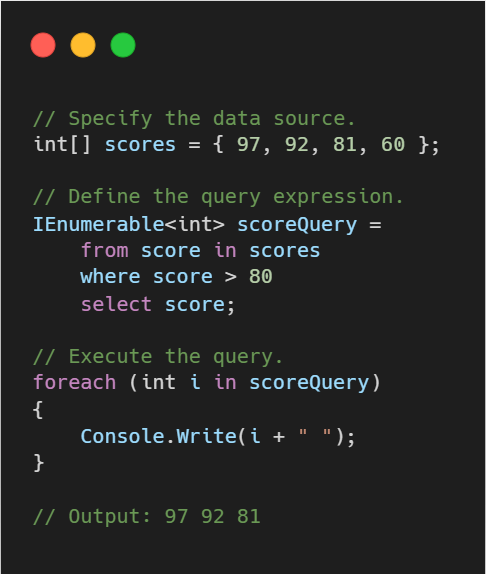 // Specify the data source.
int[] scores = { 97, 92, 81, 60 };
// Define the query expression.
IEnumerable<int> scoreQuery =
from score in scores
where score > 80
select score;
// Execute the query.
foreach (int i in scoreQuery)
{
Console.Write(i + " ");
}
// Output: 97 92 81